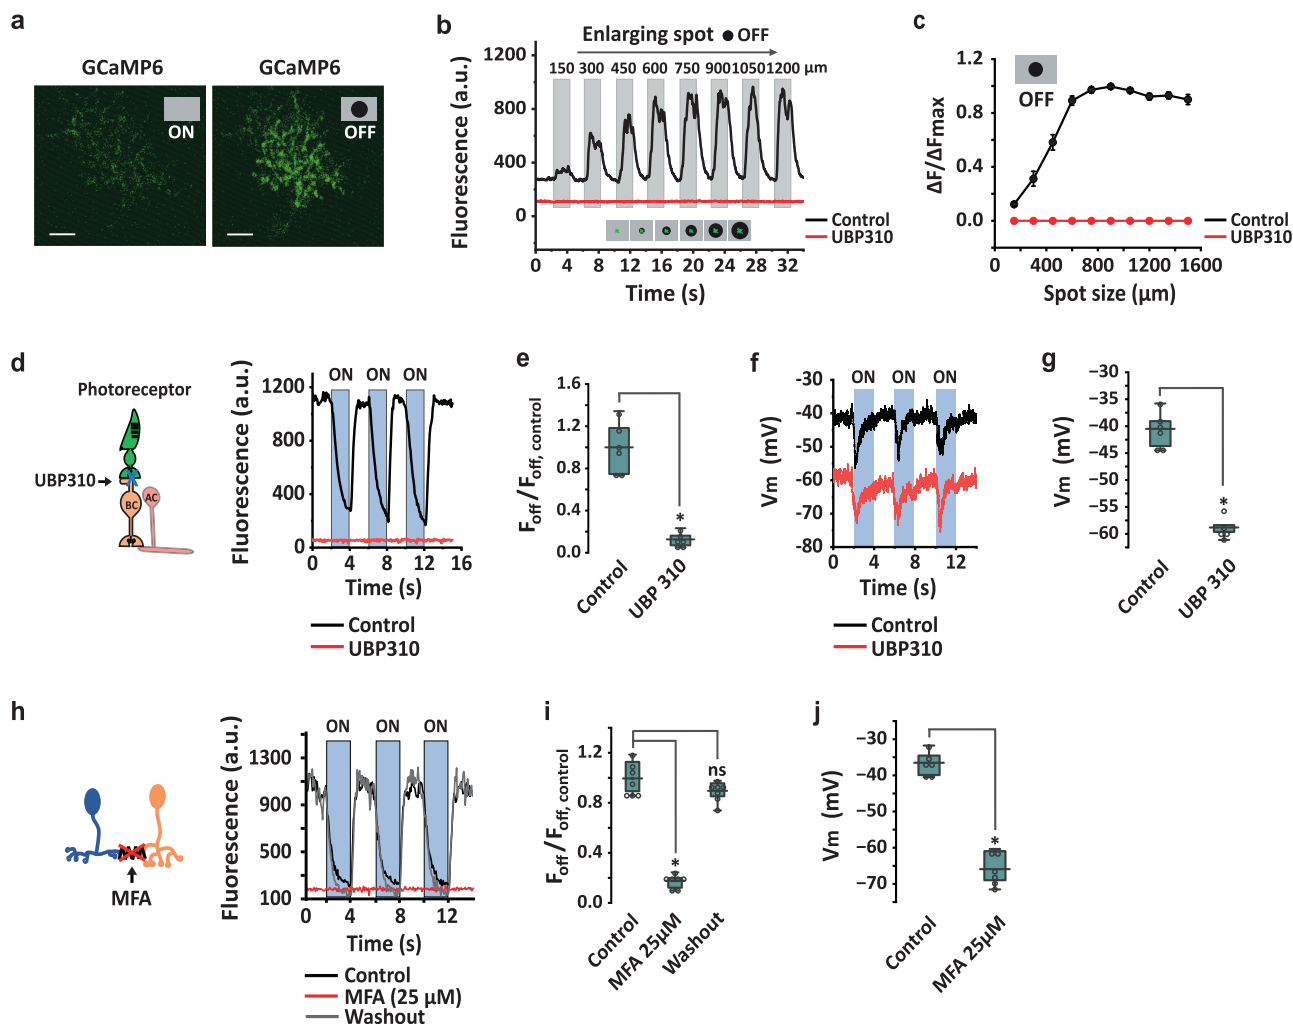 a
GCaMP6
ON
GCaMP6
OFF
b
Enlarging spot OFF
150 300 450 600 750 900 1050 1200 μm
Fluorescence (a.u.)
1200
800
400
0
0 4 8 12 16 20 24 28 32
Time (s)
Control
UBP310
c
OFF
ΔF/ΔFmax
1.2
0.8
0.4
0.0
0 400 800 1200 1600
Spot size (μm)
Control
UBP310
d
Photoreceptor
UBP310
BC
AC
Fluorescence (a.u.)
ON ON ON
1200
800
400
0
0 4 8 12 16
Time (s)
Control
UBP310
e
Foff / Foff, control
1.6
1.2
0.8
0.4
0.0
*
Control
UBP 310
f
Vm (mV)
ON ON ON
-30
-40
-50
-60
-70
-80
0 4 8 12
Time (s)
Control
UBP310
g
Vm (mV)
−30
−35
−40
−45
−50
−55
−60
*
Control
UBP 310
h
MFA
Fluorescence (a.u.)
ON ON ON
1300
900
500
100
0 4 8 12
Time (s)
Control
MFA (25 μM)
Washout
i
Foff / Foff, control
1.2
0.8
0.4
0.0
*
ns
Control
MFA 25μM
Washout
j
Vm (mV)
−30
−40
−50
−60
−70
*
Control
MFA 25μM